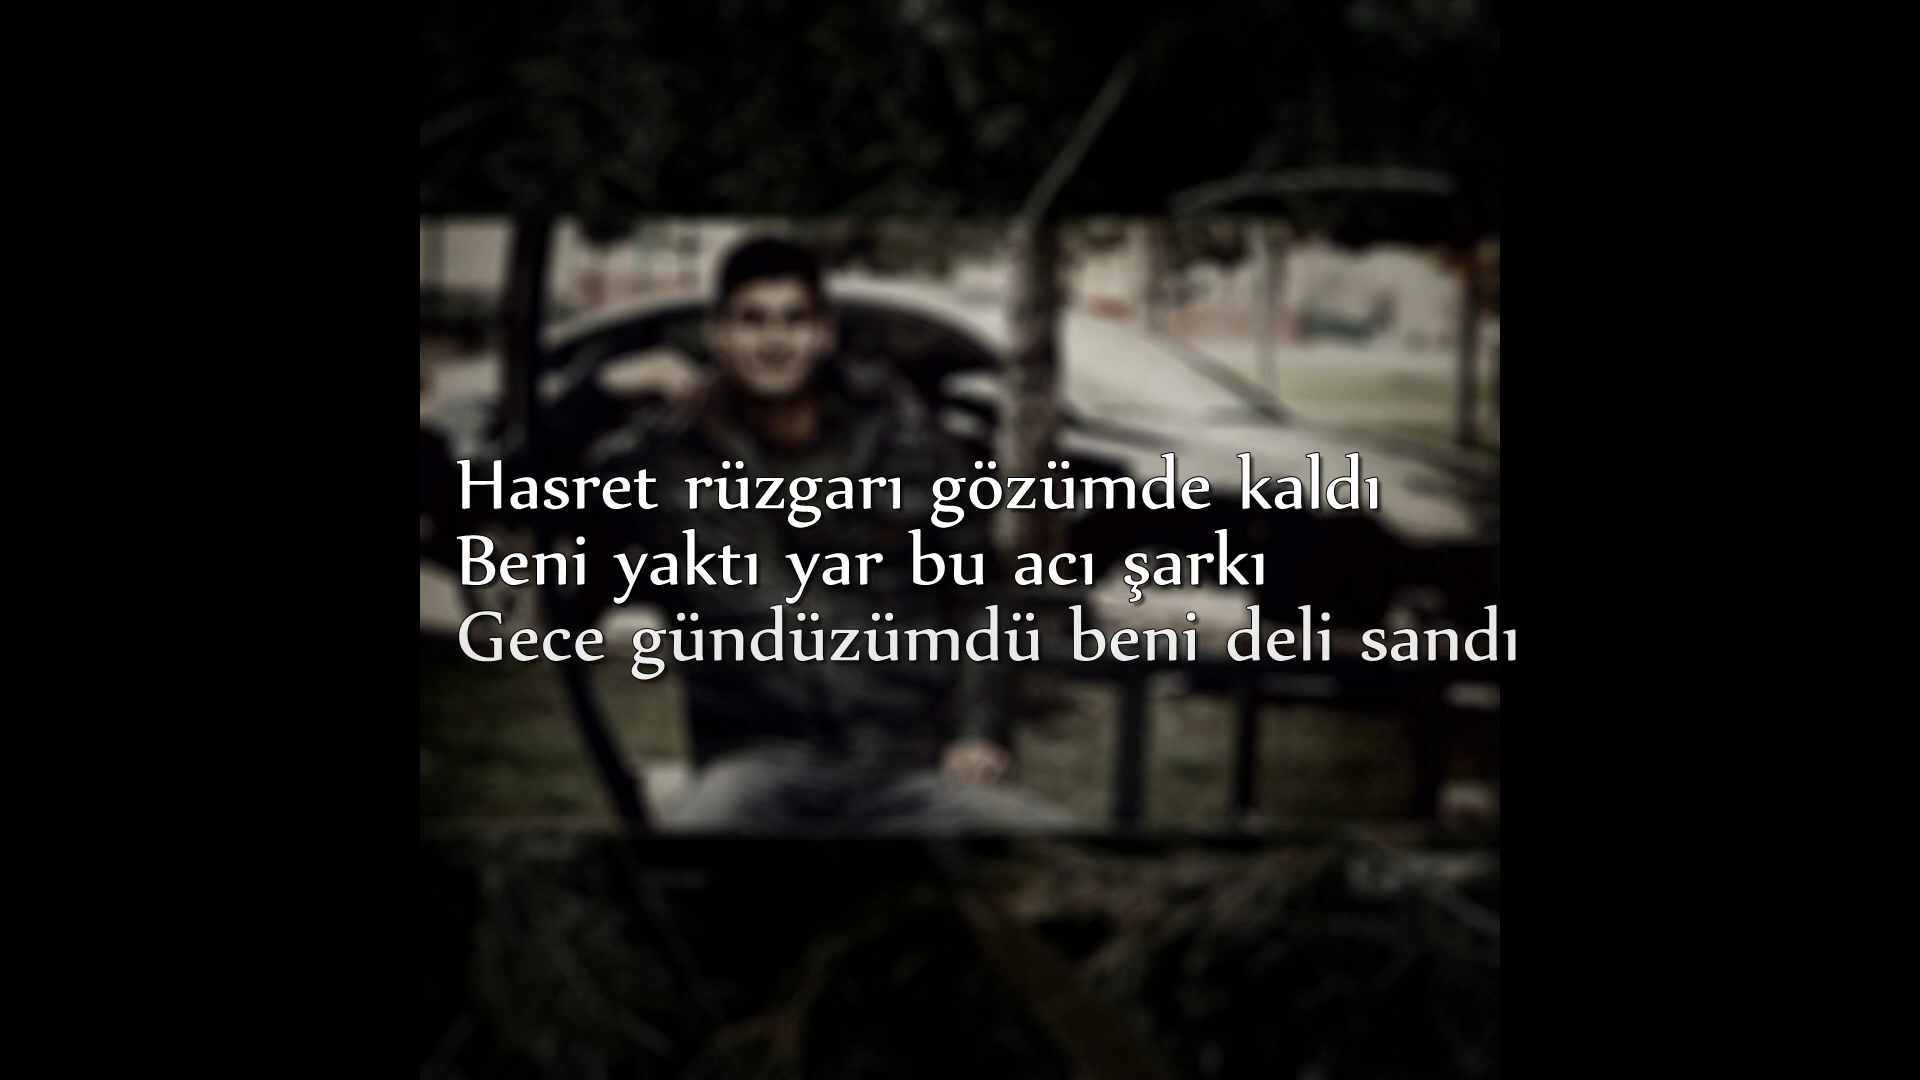 Hasret rüzgarı gözümde kaldı
Beni yaktı yar bu acı şarkı
Gece gündüzümdü beni deli sandı